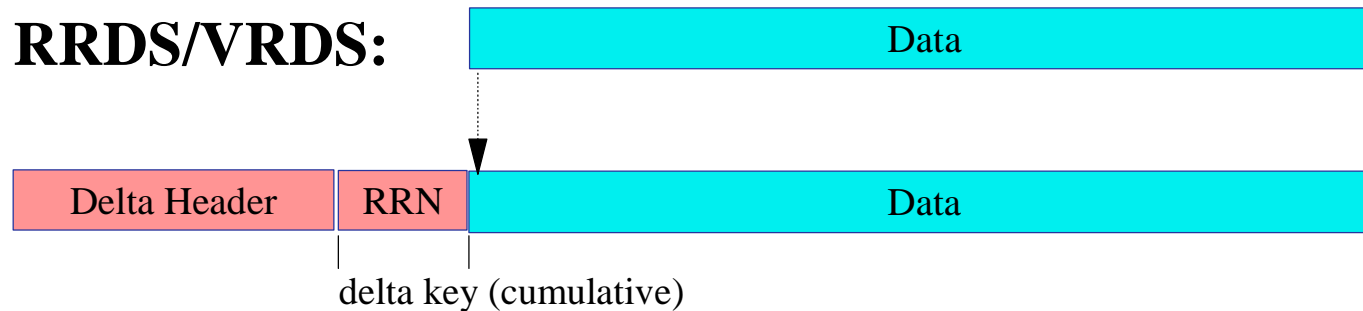 RRDS/VRDS:
Data
Delta Header
RRN
Data
delta key (cumulative)